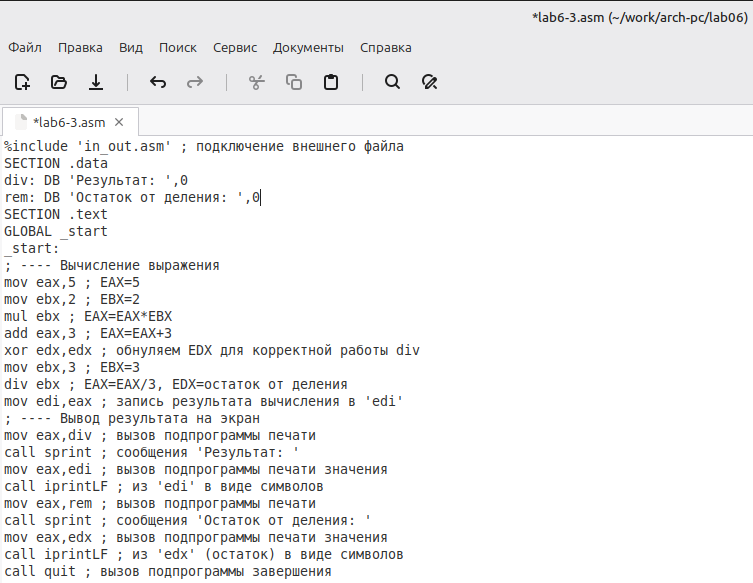 *lab6-3.asm (~/work/arch-pc/lab06)
Файл Правка Вид Поиск Сервис Документы Справка
*lab6-3.asm
%include 'in_out.asm' ; подключение внешнего файла
SECTION .data
div: DB 'Результат: ',0
rem: DB 'Остаток от деления: ',0
SECTION .text
GLOBAL _start
_start:
; ---- Вычисление выражения
mov eax,5 ; EAX=5
mov ebx,2 ; EBX=2
mul ebx ; EAX=EAX*EBX
add eax,3 ; EAX=EAX+3
xor edx,edx ; обнуляем EDX для корректной работы div
mov ebx,3 ; EBX=3
div ebx ; EAX=EAX/3, EDX=остаток от деления
mov edi,eax ; запись результата вычисления в 'edi'
; ---- Вывод результата на экран
mov eax,div ; вызов подпрограммы печати
call sprint ; сообщения 'Результат: '
mov eax,edi ; вызов подпрограммы печати значения
call iprintLF ; из 'edi' в виде символов
mov eax,rem ; вызов подпрограммы печати
call sprint ; сообщения 'Остаток от деления: '
mov eax,edx ; вызов подпрограммы печати значения
call iprintLF ; из 'edx' (остаток) в виде символов
call quit ; вызов подпрограммы завершения